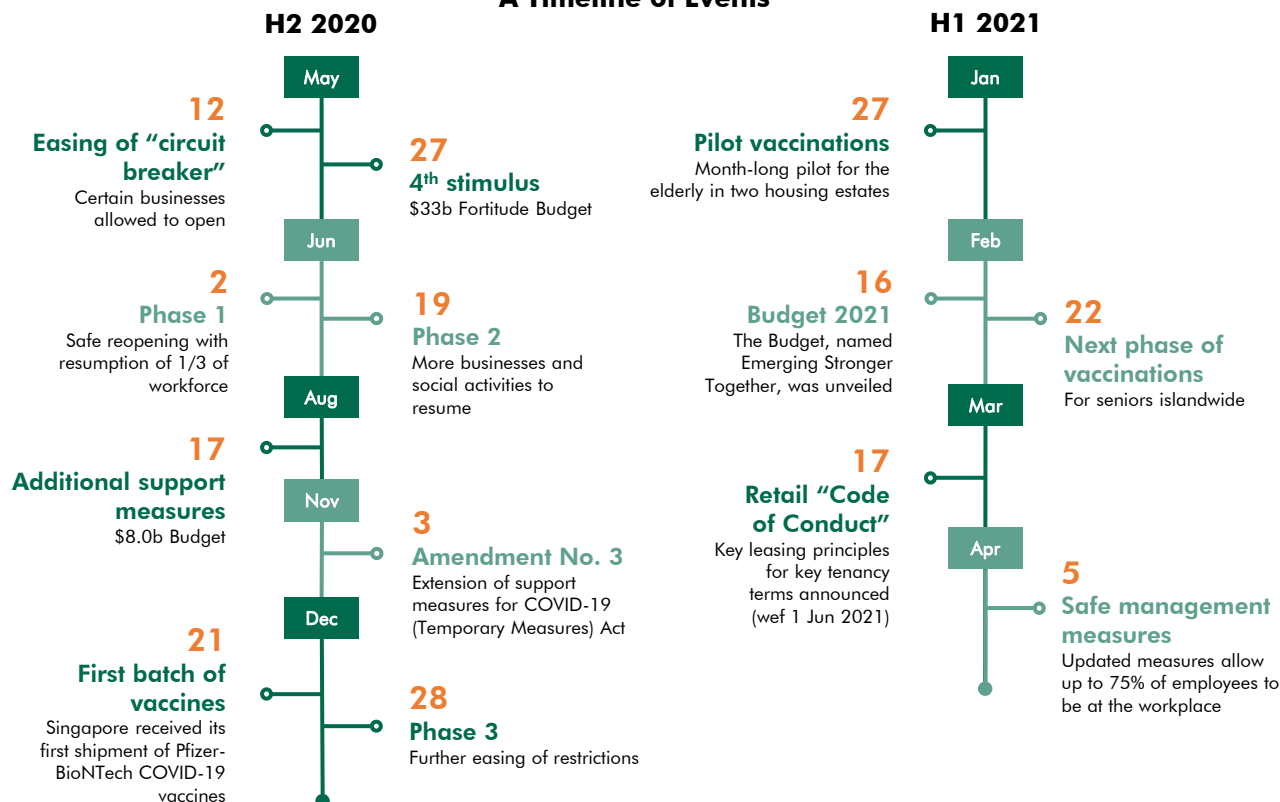 A Timeline of Events
H2 2020
May
12
Easing of “circuit
breaker”
Certain businesses
allowed to open
27
4th stimulus
$33b Fortitude Budget
Jun
2
Phase 1
Safe reopening with
resumption of 1/3 of
workforce
19
Phase 2
More businesses and
social activities to
resume
Aug
17
Additional support
measures
$8.0b Budget
Nov
3
Amendment No. 3
Extension of support
measures for COVID-19
(Temporary Measures) Act
Dec
21
First batch of
vaccines
Singapore received its
first shipment of Pfizer-
BioNTech COVID-19
vaccines
28
Phase 3
Further easing of restrictions
H1 2021
Jan
27
Pilot vaccinations
Month-long pilot for the
elderly in two housing estates
Feb
16
Budget 2021
The Budget, named
Emerging Stronger
Together, was unveiled
22
Next phase of
vaccinations
For seniors islandwide
Mar
17
Retail “Code
of Conduct”
Key leasing principles
for key tenancy
terms announced
(wef 1 Jun 2021)
Apr
5
Safe management
measures
Updated measures allow
up to 75% of employees to
be at the workplace